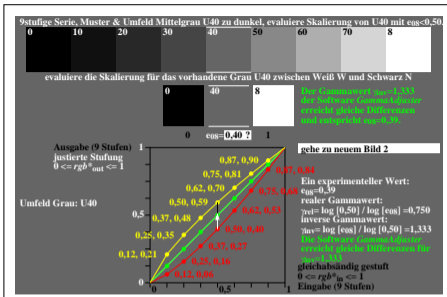 9stufige Serie, Muster & Umfeld Mittelgrau U40 zu dunkel, evaluiere Skalierung von U40 mit e0S<0,50.
0 10 20 30 40 50 60 70 8
evaluiere die Skalierung für das vorhandene Grau U40 zwischen Weiß W und Schwarz N
0 40 8
Der Gammawert γinv=1,333
der Software GammaAdjuster
erreicht gleiche Differenzen
und entspricht e0S=0,39.
0 e0S= 0,40 ? 1
Ausgabe (9 Stufen)
justierte Stufung
0 <= rgb*out <= 1
gehe zu neuem Bild 2
1
0,87, 0,90
0,75, 0,81
0,62, 0,70
0,50, 0,59
0,37, 0,48
0,25, 0,35
0,12, 0,21
0,87, 0,84
0,75, 0,68
0,62, 0,53
0,50, 0,40
0,37, 0,27
0,25, 0,16
0,12, 0,06
0,5
0
0 0,5 1
Umfeld Grau: U40
Ein experimenteller Wert:
e0S=0,39
realer Gammawert:
γrel= log [0,50] / log [e0S] =0,750
inverse Gammawert:
γinv= log [e0S] / log [0,50] =1,333
Die Software GammaAdjuster
erreicht gleiche Differenzen für
γinv=1,333
gleichabsändig gestuft
0 <= rgb*in <= 1
Eingabe (9 Stufen)